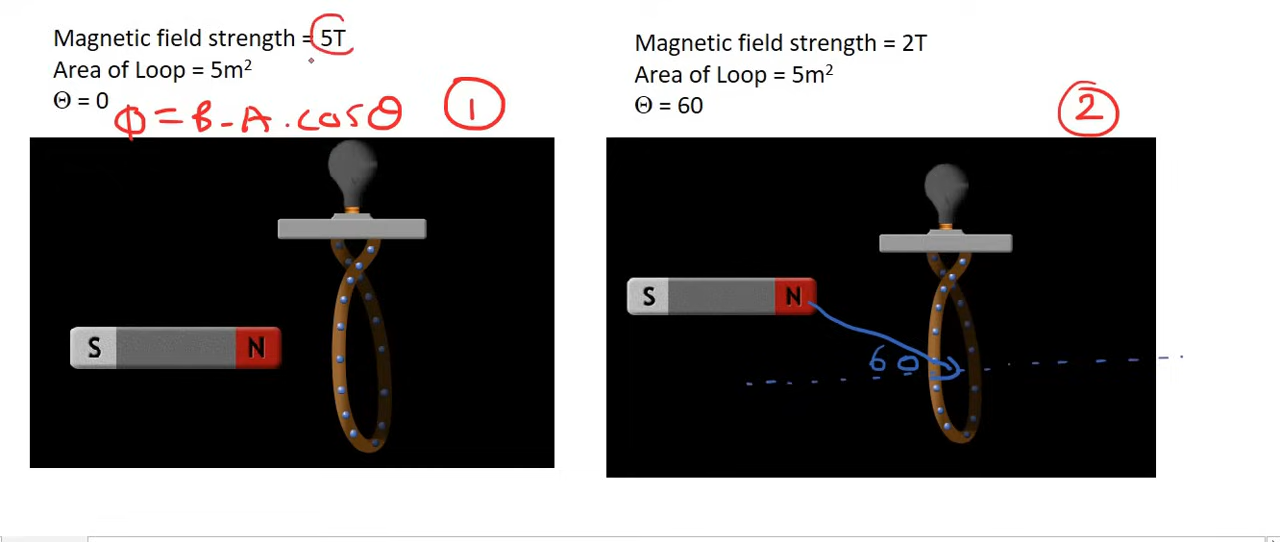 Magnetic field strength = 5T
Area of Loop = 5m²
Θ = 0
Φ = B - A . cosθ
1
S N
Magnetic field strength = 2T
Area of Loop = 5m²
Θ = 60
2
S N
60